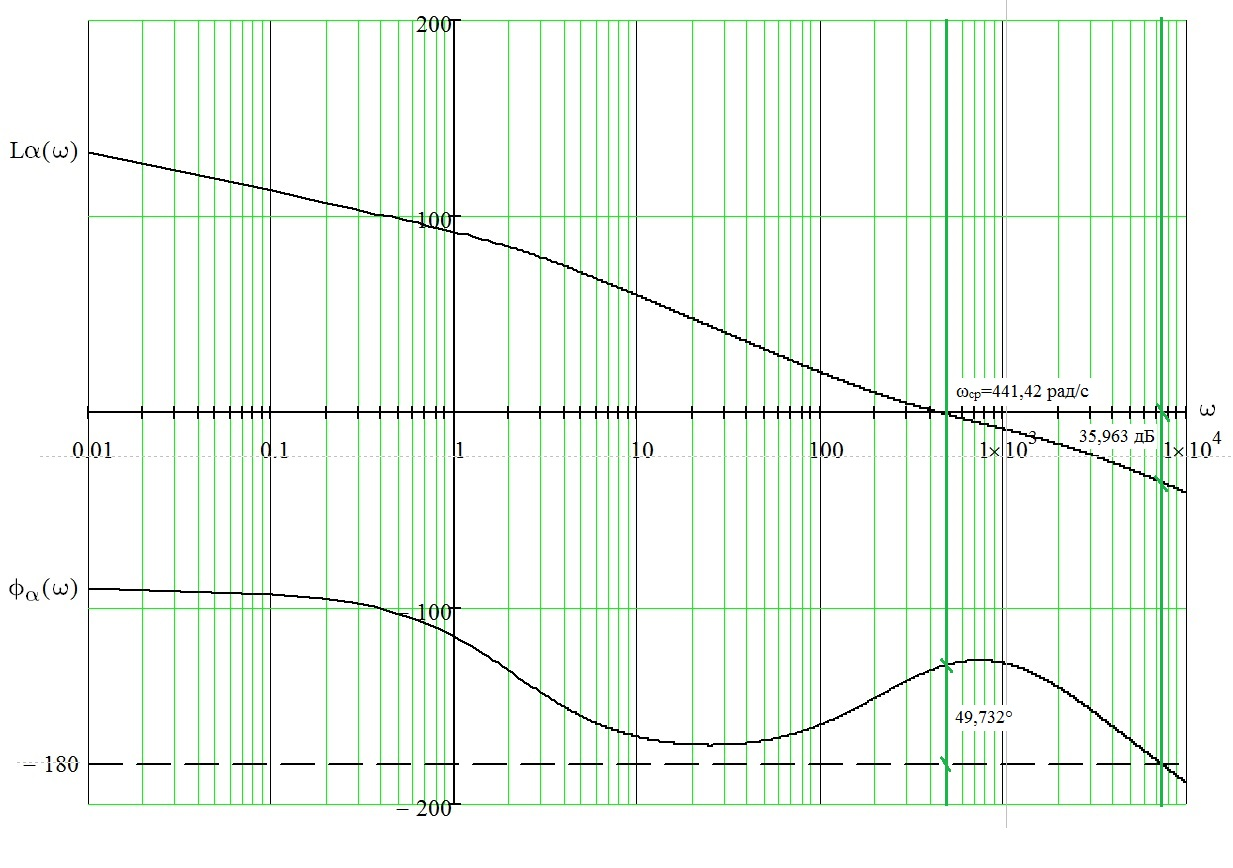 200
Lα(ω)
100
ωср=441,42 рад/с
ω
35,963 дБ
0.01 0.1 1 10 100 1×10³ 1×10⁴
ϕα(ω)
− 100
49,732°
− 180
− 200